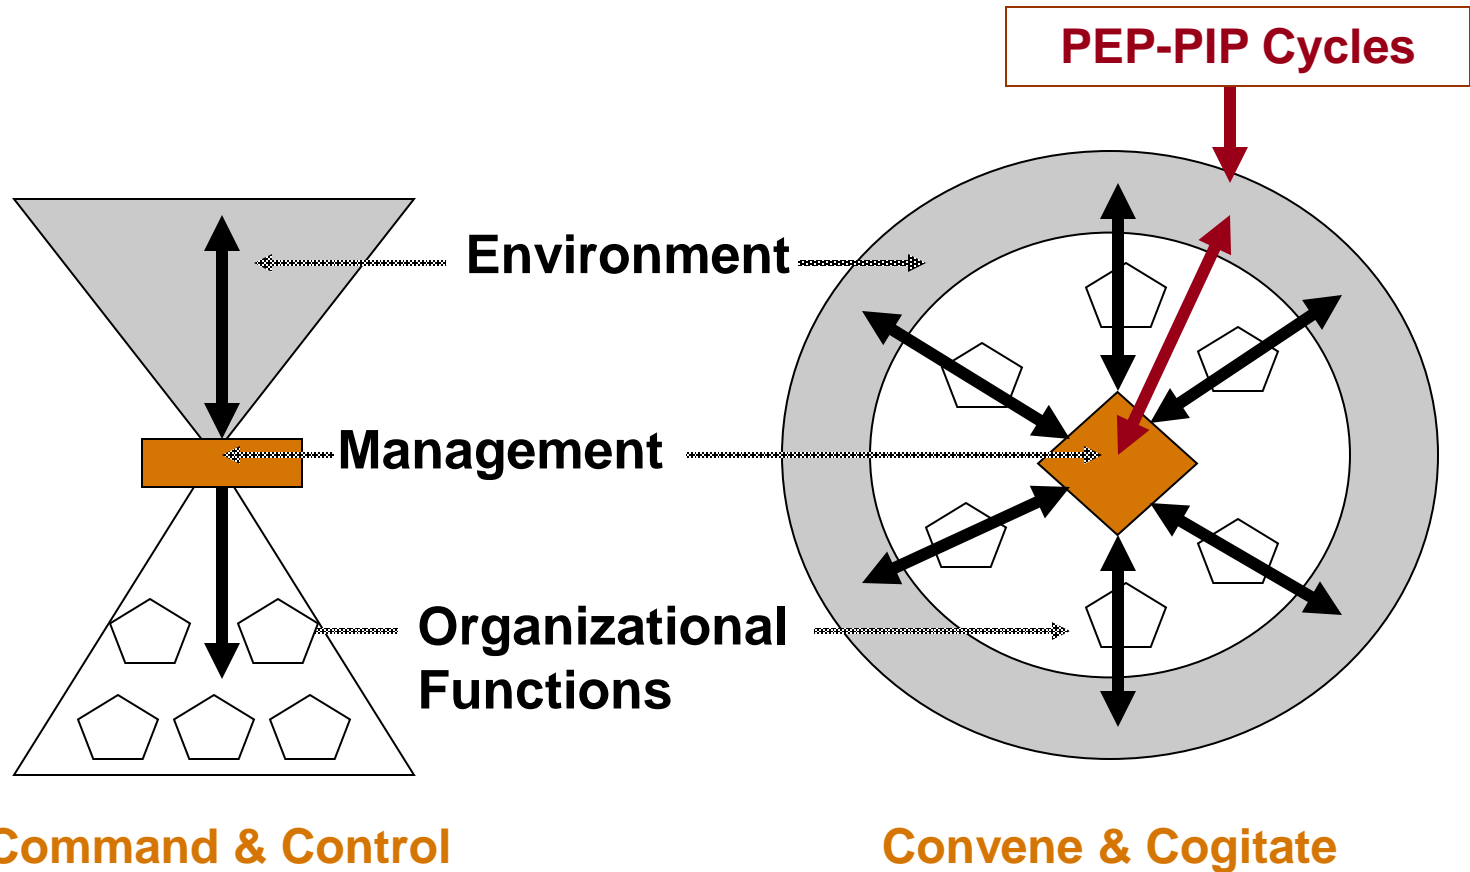 PEP-PIP Cycles
Environment
Management
Organizational
Functions
Command & Control
Convene & Cogitate